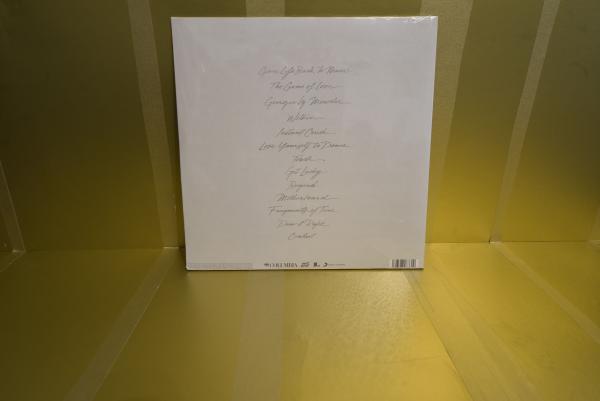 Give Life Back to Music
The Game of Love
Giorgio by Moroder
Within
Instant Crush
Lose Yourself to Dance
Touch
Get Lucky
Beyond
Motherboard
Fragments of Time
Doin' it Right
Contact
COLUMBIA